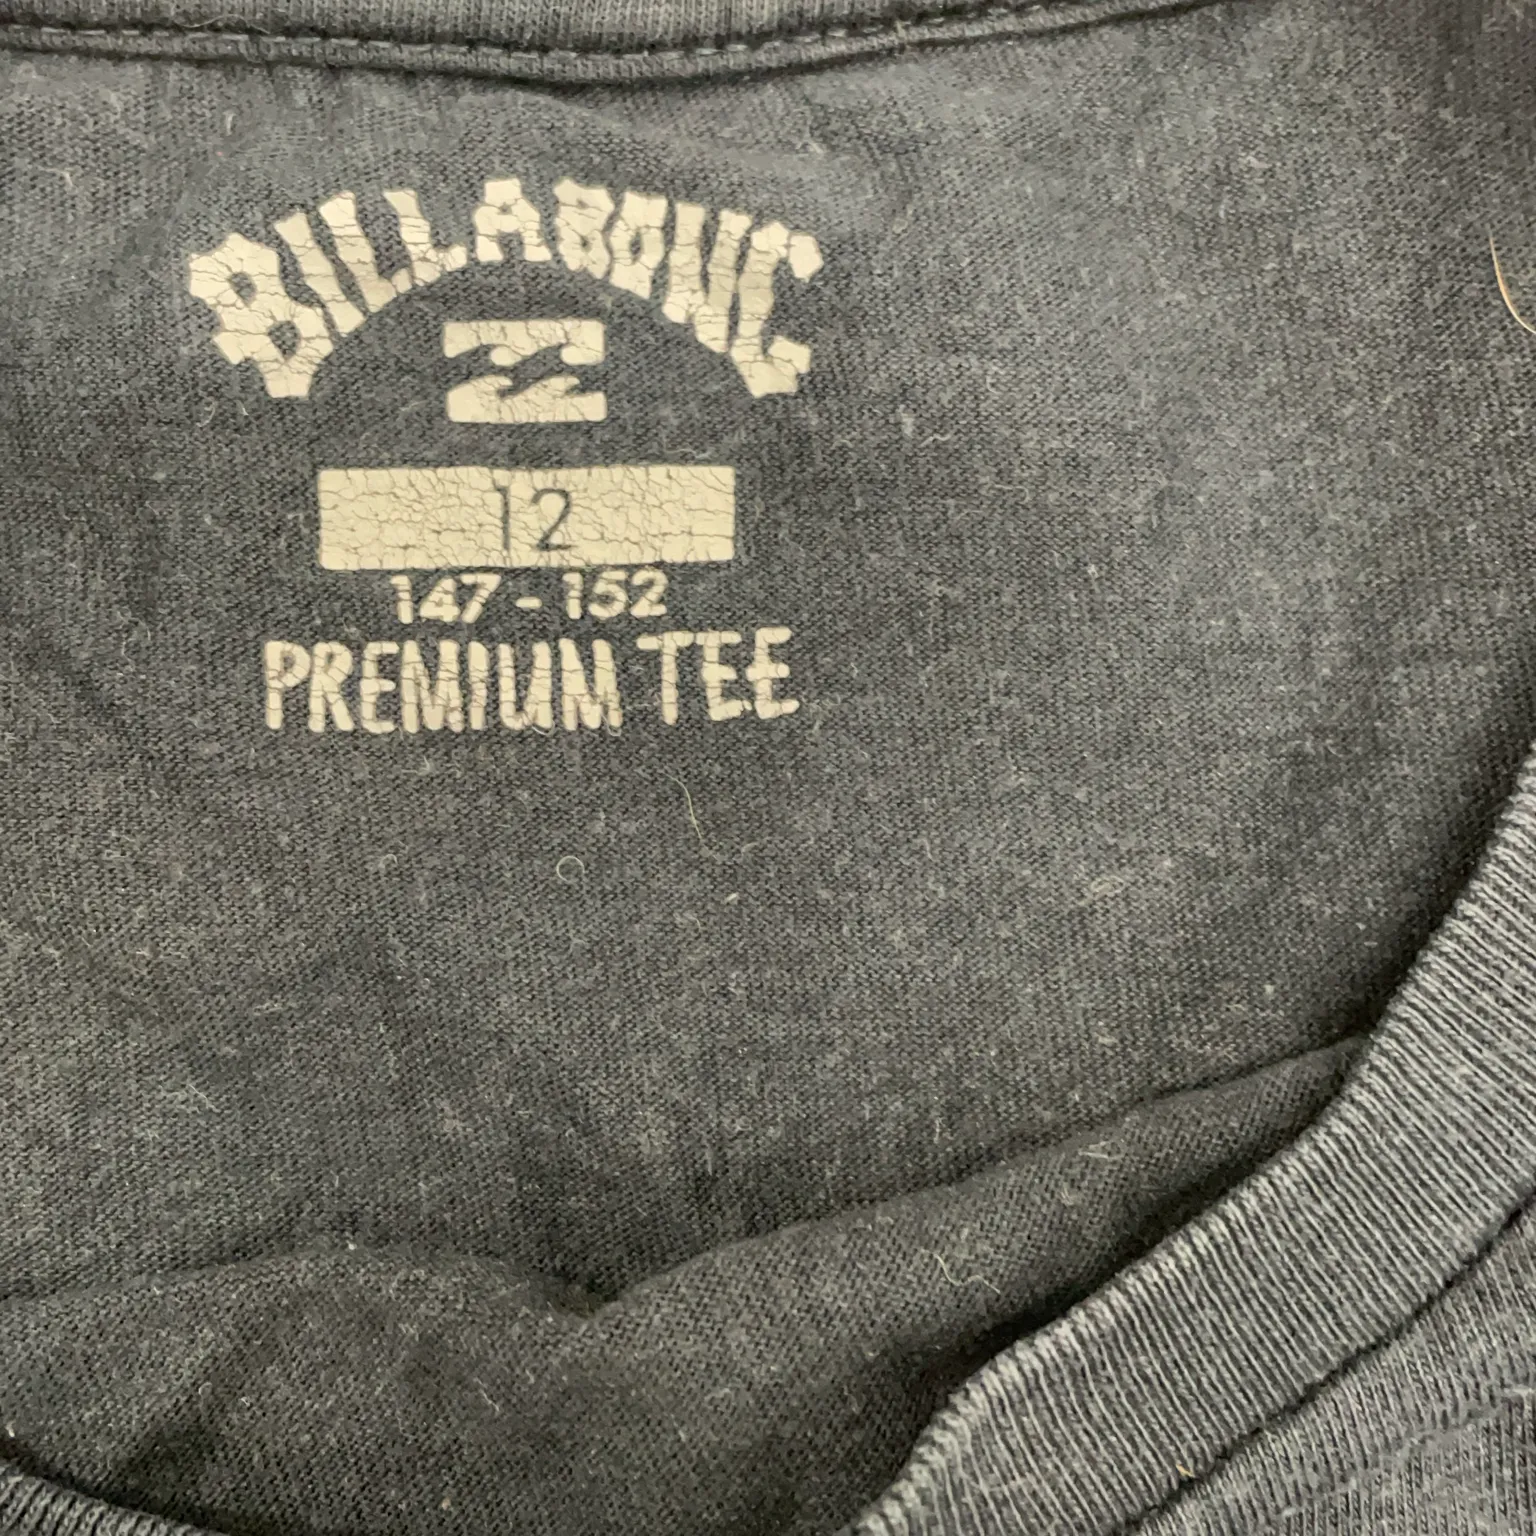 BILLABONG
12
147 - 152
PREMIUM TEE